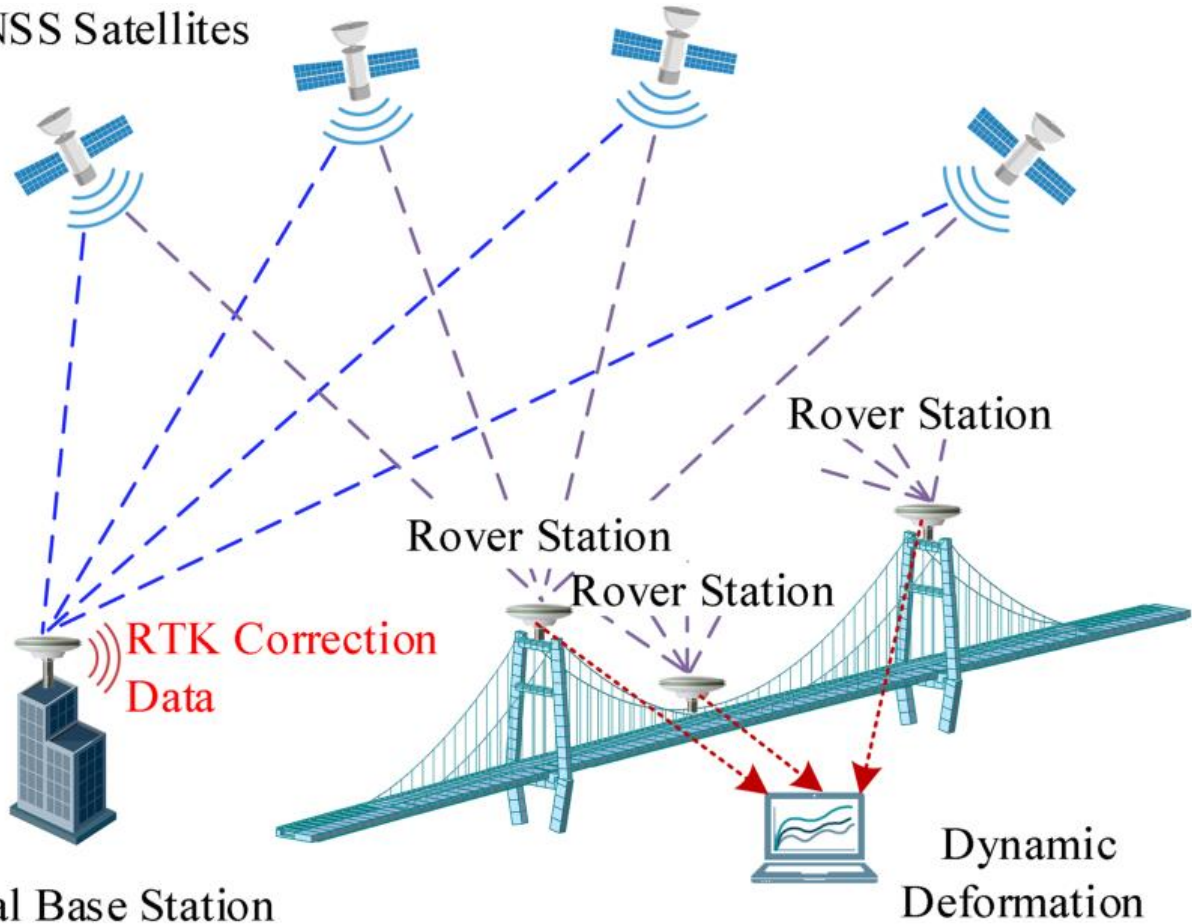 NSS Satellites
Rover Station
Rover Station
Rover Station
RTK Correction
Data
Dynamic
Deformation
al Base Station